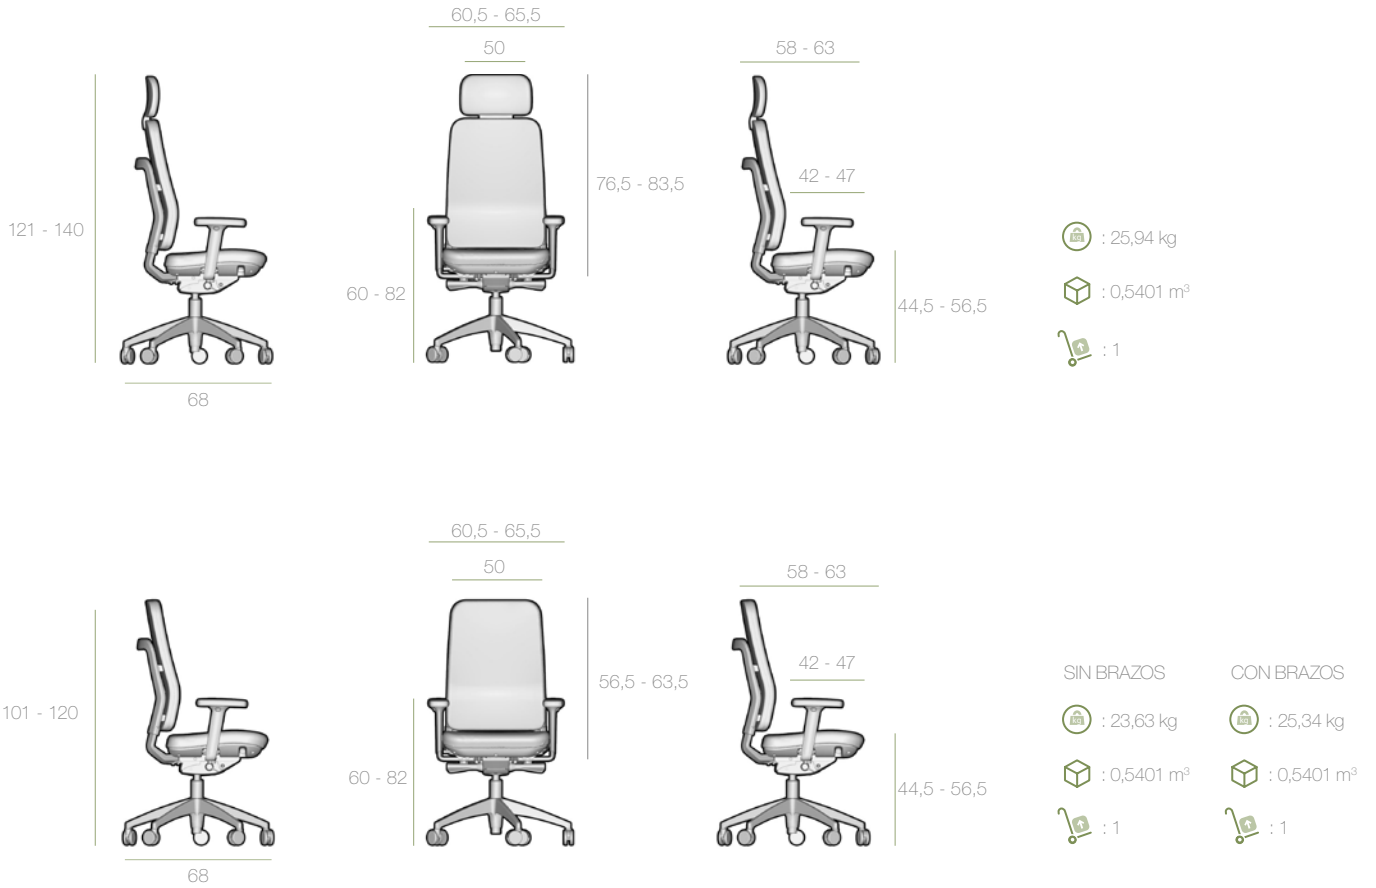 60,5 - 65,5
50
58 - 63
121 - 140
76,5 - 83,5
42 - 47
60 - 82
44,5 - 56,5
68
kg : 25,94 kg
: 0,5401 m³
: 1
60,5 - 65,5
50
58 - 63
101 - 120
56,5 - 63,5
42 - 47
60 - 82
44,5 - 56,5
68
SIN BRAZOS
kg : 23,63 kg
: 0,5401 m³
: 1
CON BRAZOS
kg : 25,34 kg
: 0,5401 m³
: 1